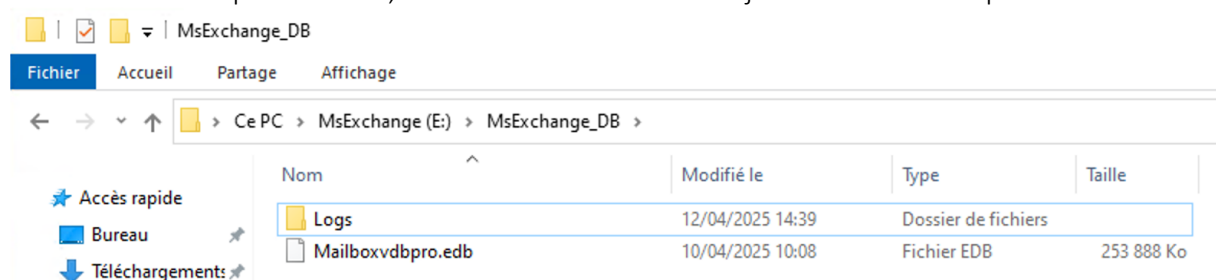 MsExchange_DB
Fichier Accueil Partage Affichage
Ce PC > MsExchange (E:) > MsExchange_DB >
Nom Modifié le Type Taille
Accès rapide
Logs 12/04/2025 14:39 Dossier de fichiers
Bureau
Mailboxvdbpro.edb 10/04/2025 10:08 Fichier EDB 253 888 Ko
Téléchargements